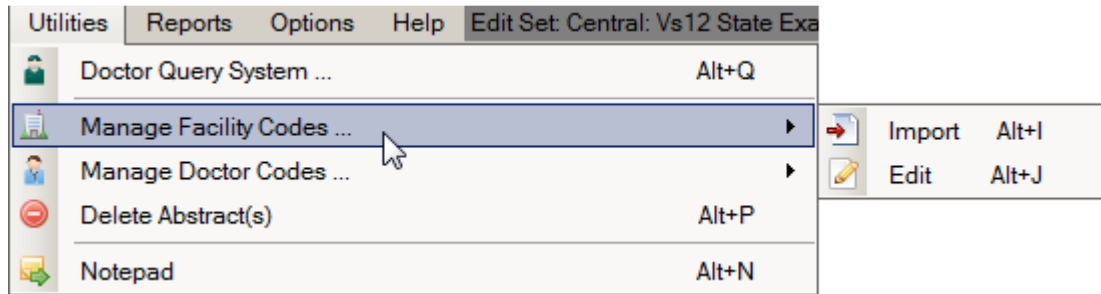 Utilities Reports Options Help Edit Set: Central: Vs12 State Exa
Doctor Query System ... Alt+Q
Manage Facility Codes ... Import Alt+I
Manage Doctor Codes ... Edit Alt+J
Delete Abstract(s) Alt+P
Notepad Alt+N